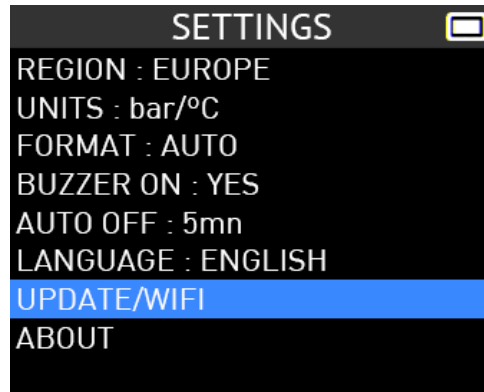 SETTINGS
REGION : EUROPE
UNITS : bar/ºC
FORMAT : AUTO
BUZZER ON : YES
AUTO OFF : 5mn
LANGUAGE : ENGLISH
UPDATE/WIFI
ABOUT